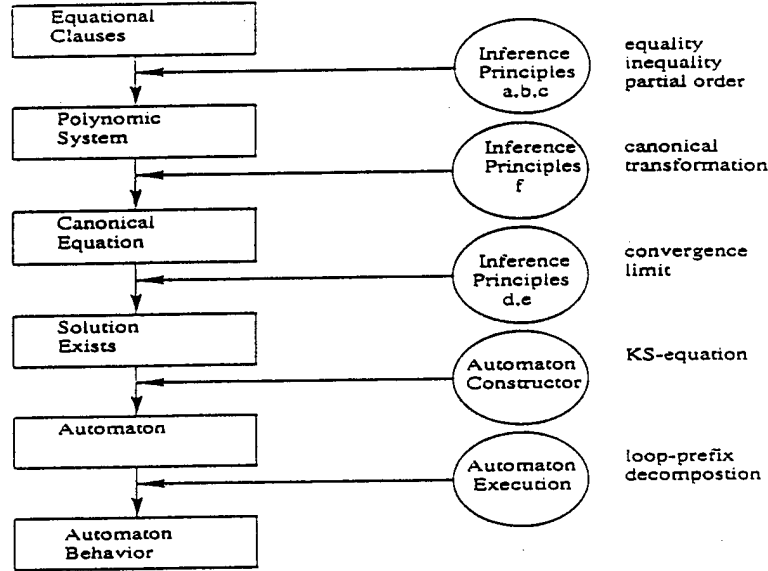 Equational
Clauses
Inference
Principles
a.b.c
equality
inequality
partial order
Polynomic
System
Inference
Principles
f
canonical
transformation
Canonical
Equation
Inference
Principles
d.e
convergence
limit
Solution
Exists
Automaton
Constructor
KS-equation
Automaton
Automaton
Execution
loop-prefix
decompostion
Automaton
Behavior